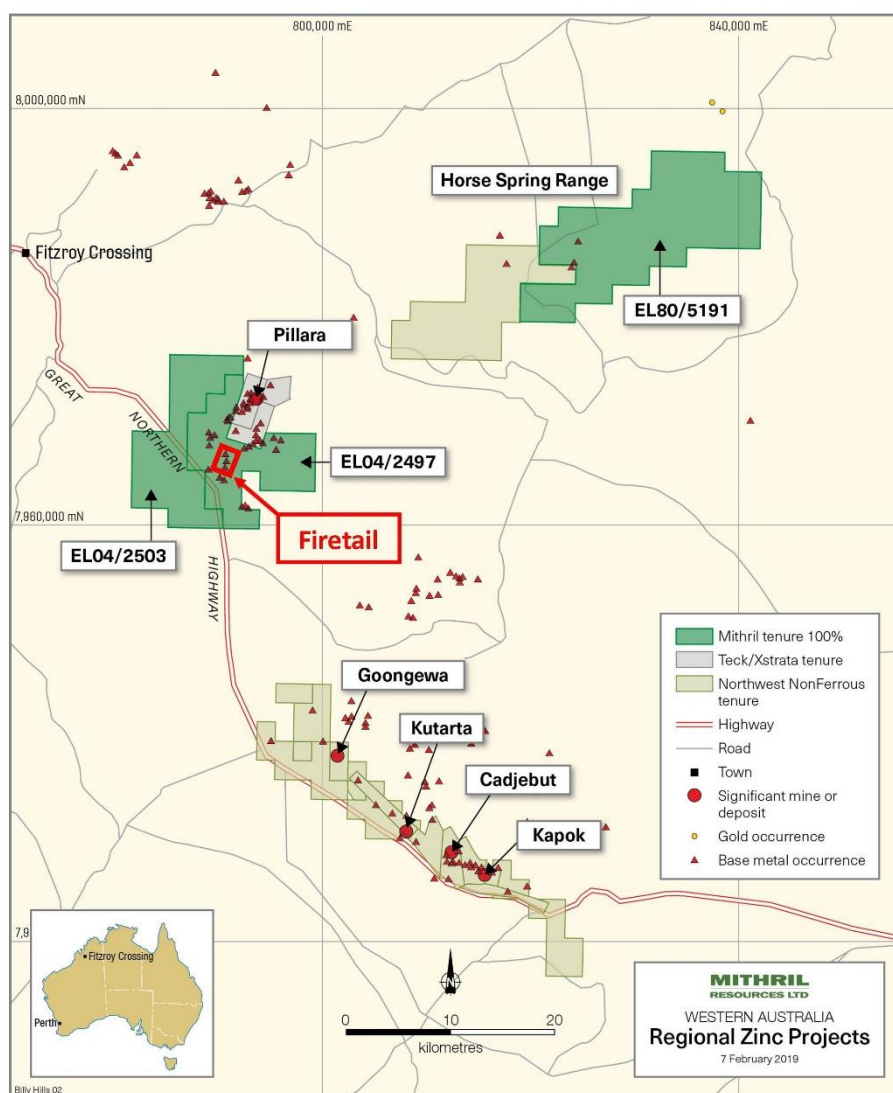 800,000 mE
840,000 mE
8,000,000 mN
Horse Spring Range
Fitzroy Crossing
EL80/5191
Pillara
GREAT
NORTHERN
HIGHWAY
EL04/2497
7,960,000 mN
Firetail
EL04/2503
Mithril tenure 100%
Teck/Xstrata tenure
Northwest NonFerrous
tenure
Highway
Road
Town
Significant mine or
deposit
Gold occurrence
Base metal occurrence
Goongewa
Kutarta
Cadjebut
Kapok
7,9
Fitzroy Crossing
Perth
N
0
10
20
kilometres
MITHRIL
RESOURCES LTD
WESTERN AUSTRALIA
Regional Zinc Projects
7 February 2019
Billy Hills 02